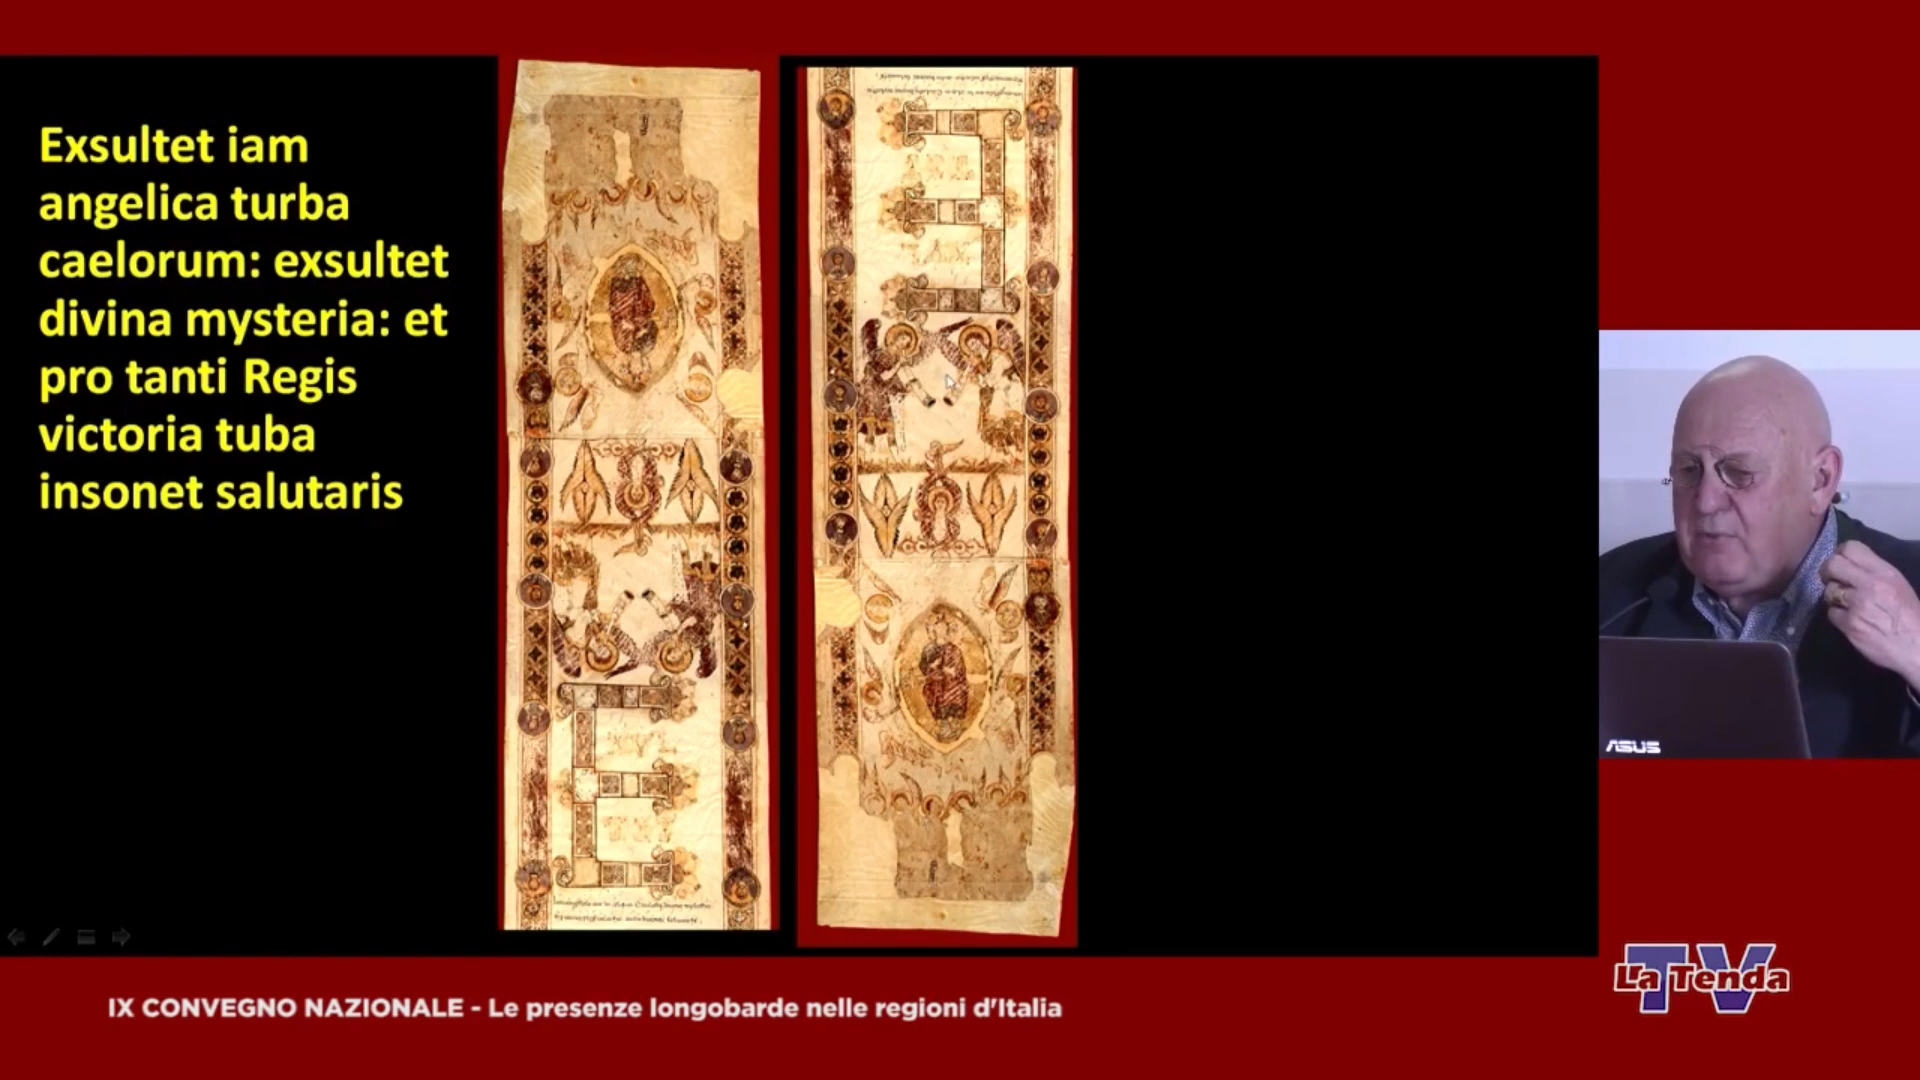 Exsultet iam
angelica turba
caelorum: exsultet
divina mysteria: et
pro tanti Regis
victoria tuba
insonet salutaris
ASUS
La Tenda
TV
IX CONVEGNO NAZIONALE - Le presenze longobarde nelle regioni d'Italia